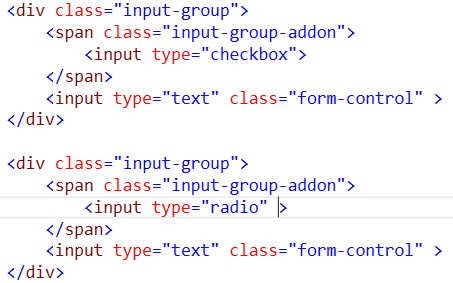 <div class="input-group">
    <span class="input-group-addon">
        <input type="checkbox">
    </span>
    <input type="text" class="form-control" >
</div>

<div class="input-group">
    <span class="input-group-addon">
        <input type="radio" >
    </span>
    <input type="text" class="form-control" >
</div>